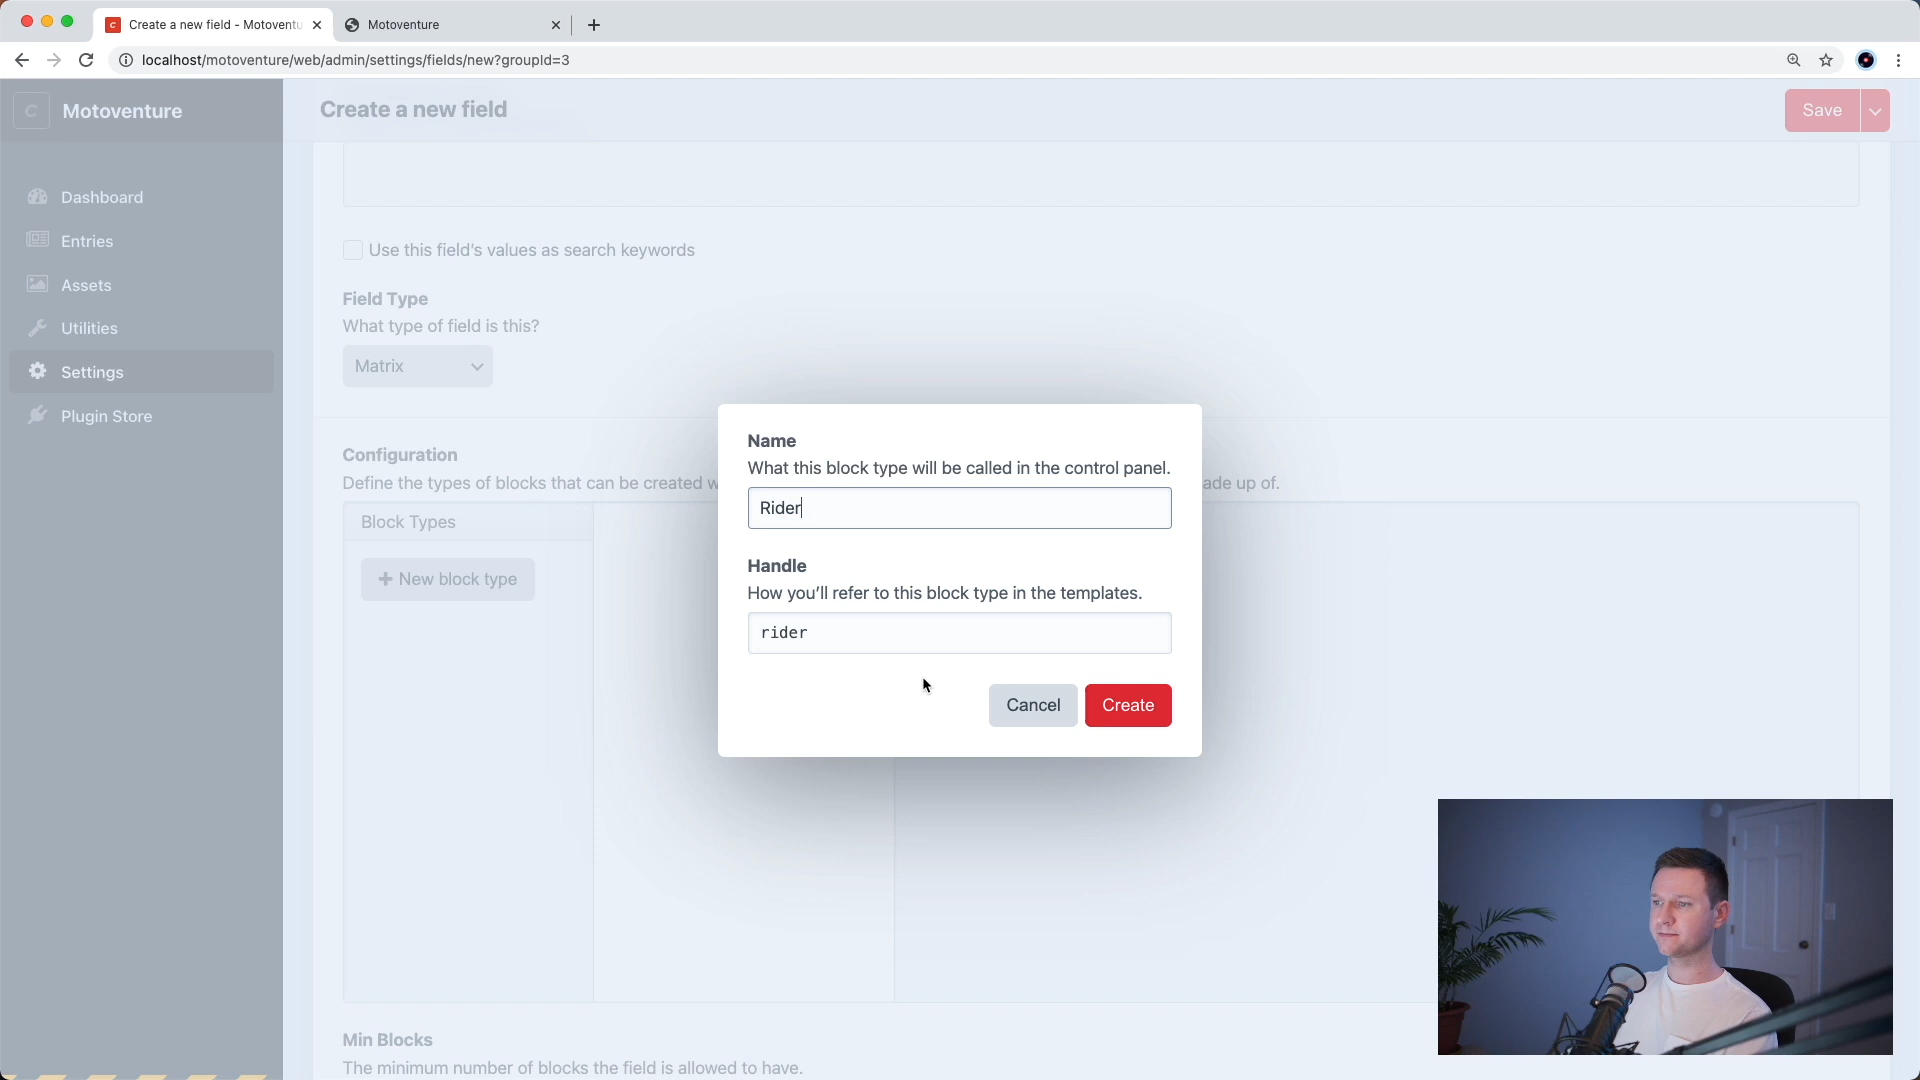 Create a new field - Motoventu
Motoventure
localhost/motoventure/web/admin/settings/fields/new?groupId=3
C
Motoventure
Create a new field
Save
Dashboard
Entries
Assets
Utilities
Settings
Plugin Store
Use this field's values as search keywords
Field Type
What type of field is this?
Matrix
Configuration
Define the types of blocks that can be created w
ade up of.
Block Types
+ New block type
Name
What this block type will be called in the control panel.
Rider
Handle
How you'll refer to this block type in the templates.
rider
Cancel
Create
Min Blocks
The minimum number of blocks the field is allowed to have.